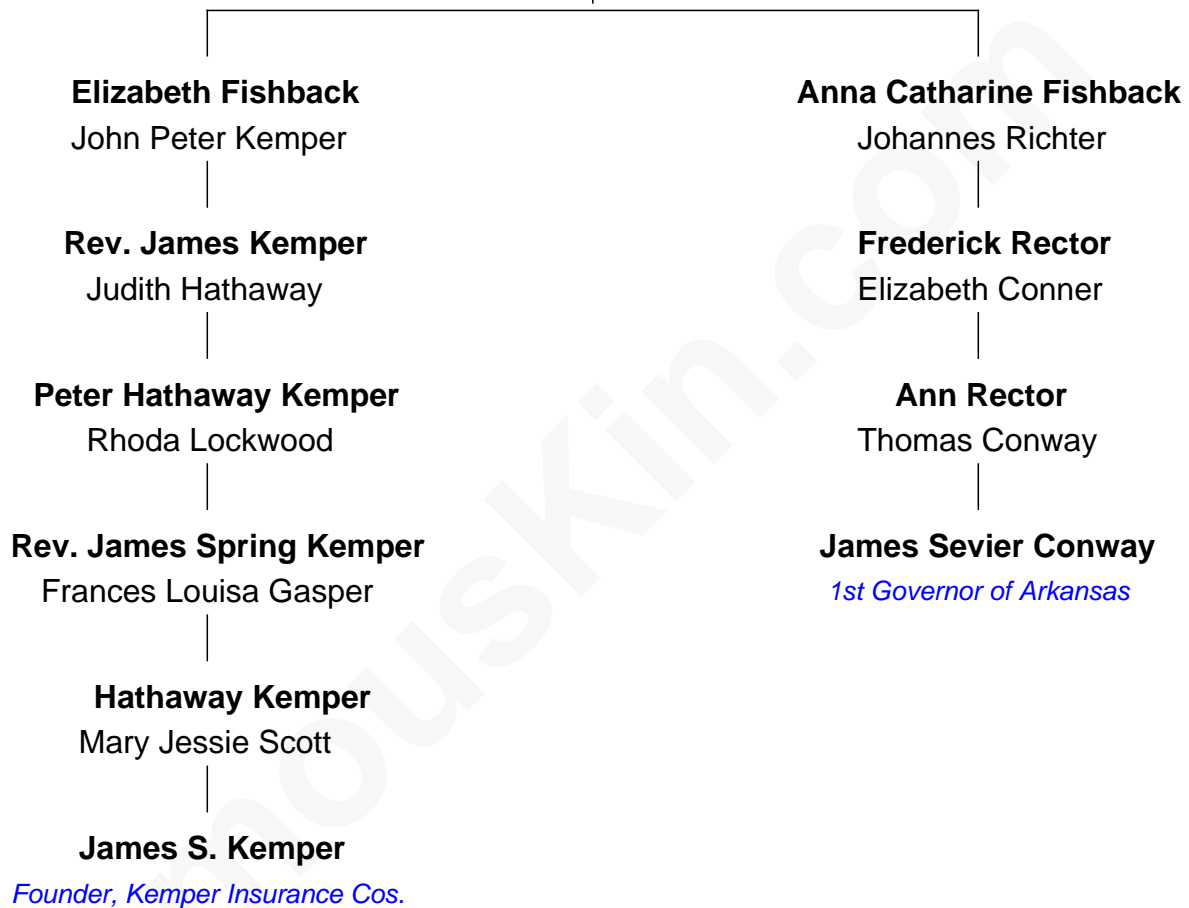 Elizabeth Fishback
John Peter Kemper
Anna Catharine Fishback
Johannes Richter
Rev. James Kemper
Judith Hathaway
Frederick Rector
Elizabeth Conner
Peter Hathaway Kemper
Rhoda Lockwood
Ann Rector
Thomas Conway
Rev. James Spring Kemper
Frances Louisa Gasper
James Sevier Conway
1st Governor of Arkansas
Hathaway Kemper
Mary Jessie Scott
James S. Kemper
Founder, Kemper Insurance Cos.
mousKin.com